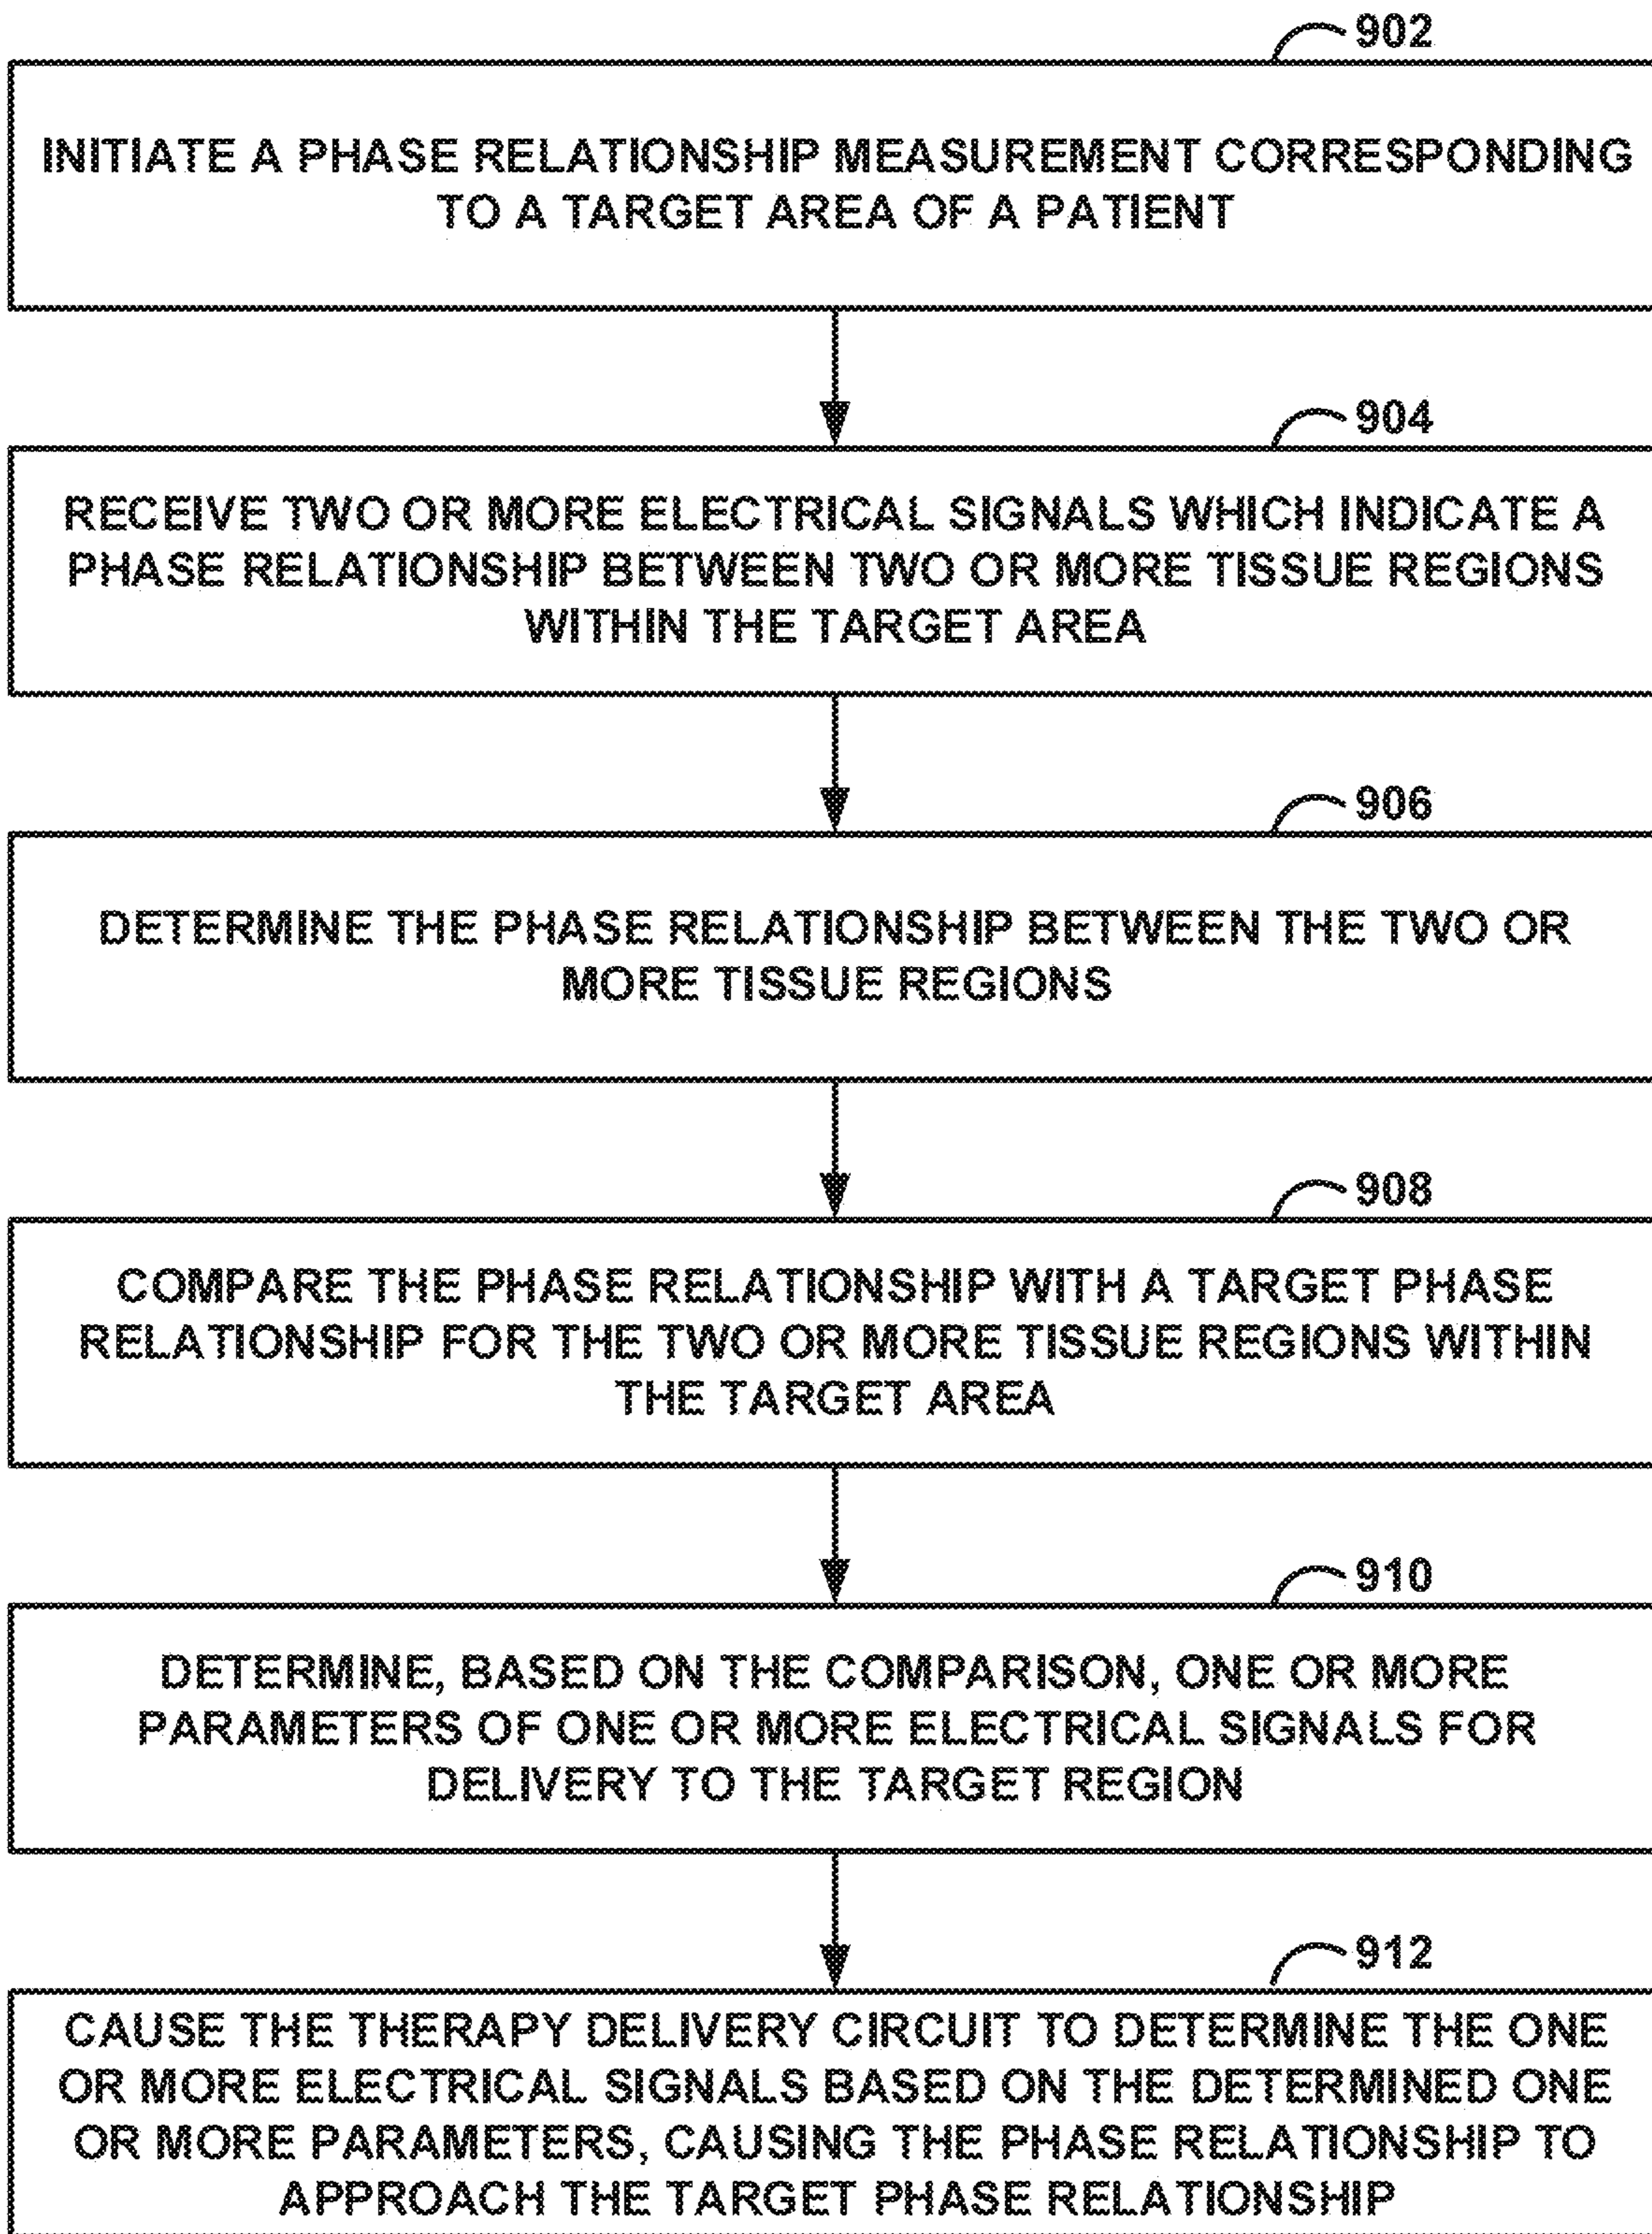 902
INITIATE A PHASE RELATIONSHIP MEASUREMENT CORRESPONDING
TO A TARGET AREA OF A PATIENT
904
RECEIVE TWO OR MORE ELECTRICAL SIGNALS WHICH INDICATE A
PHASE RELATIONSHIP BETWEEN TWO OR MORE TISSUE REGIONS
WITHIN THE TARGET AREA
906
DETERMINE THE PHASE RELATIONSHIP BETWEEN THE TWO OR
MORE TISSUE REGIONS
908
COMPARE THE PHASE RELATIONSHIP WITH A TARGET PHASE
RELATIONSHIP FOR THE TWO OR MORE TISSUE REGIONS WITHIN
THE TARGET AREA
910
DETERMINE, BASED ON THE COMPARISON, ONE OR MORE
PARAMETERS OF ONE OR MORE ELECTRICAL SIGNALS FOR
DELIVERY TO THE TARGET REGION
912
CAUSE THE THERAPY DELIVERY CIRCUIT TO DETERMINE THE ONE
OR MORE ELECTRICAL SIGNALS BASED ON THE DETERMINED ONE
OR MORE PARAMETERS, CAUSING THE PHASE RELATIONSHIP TO
APPROACH THE TARGET PHASE RELATIONSHIP